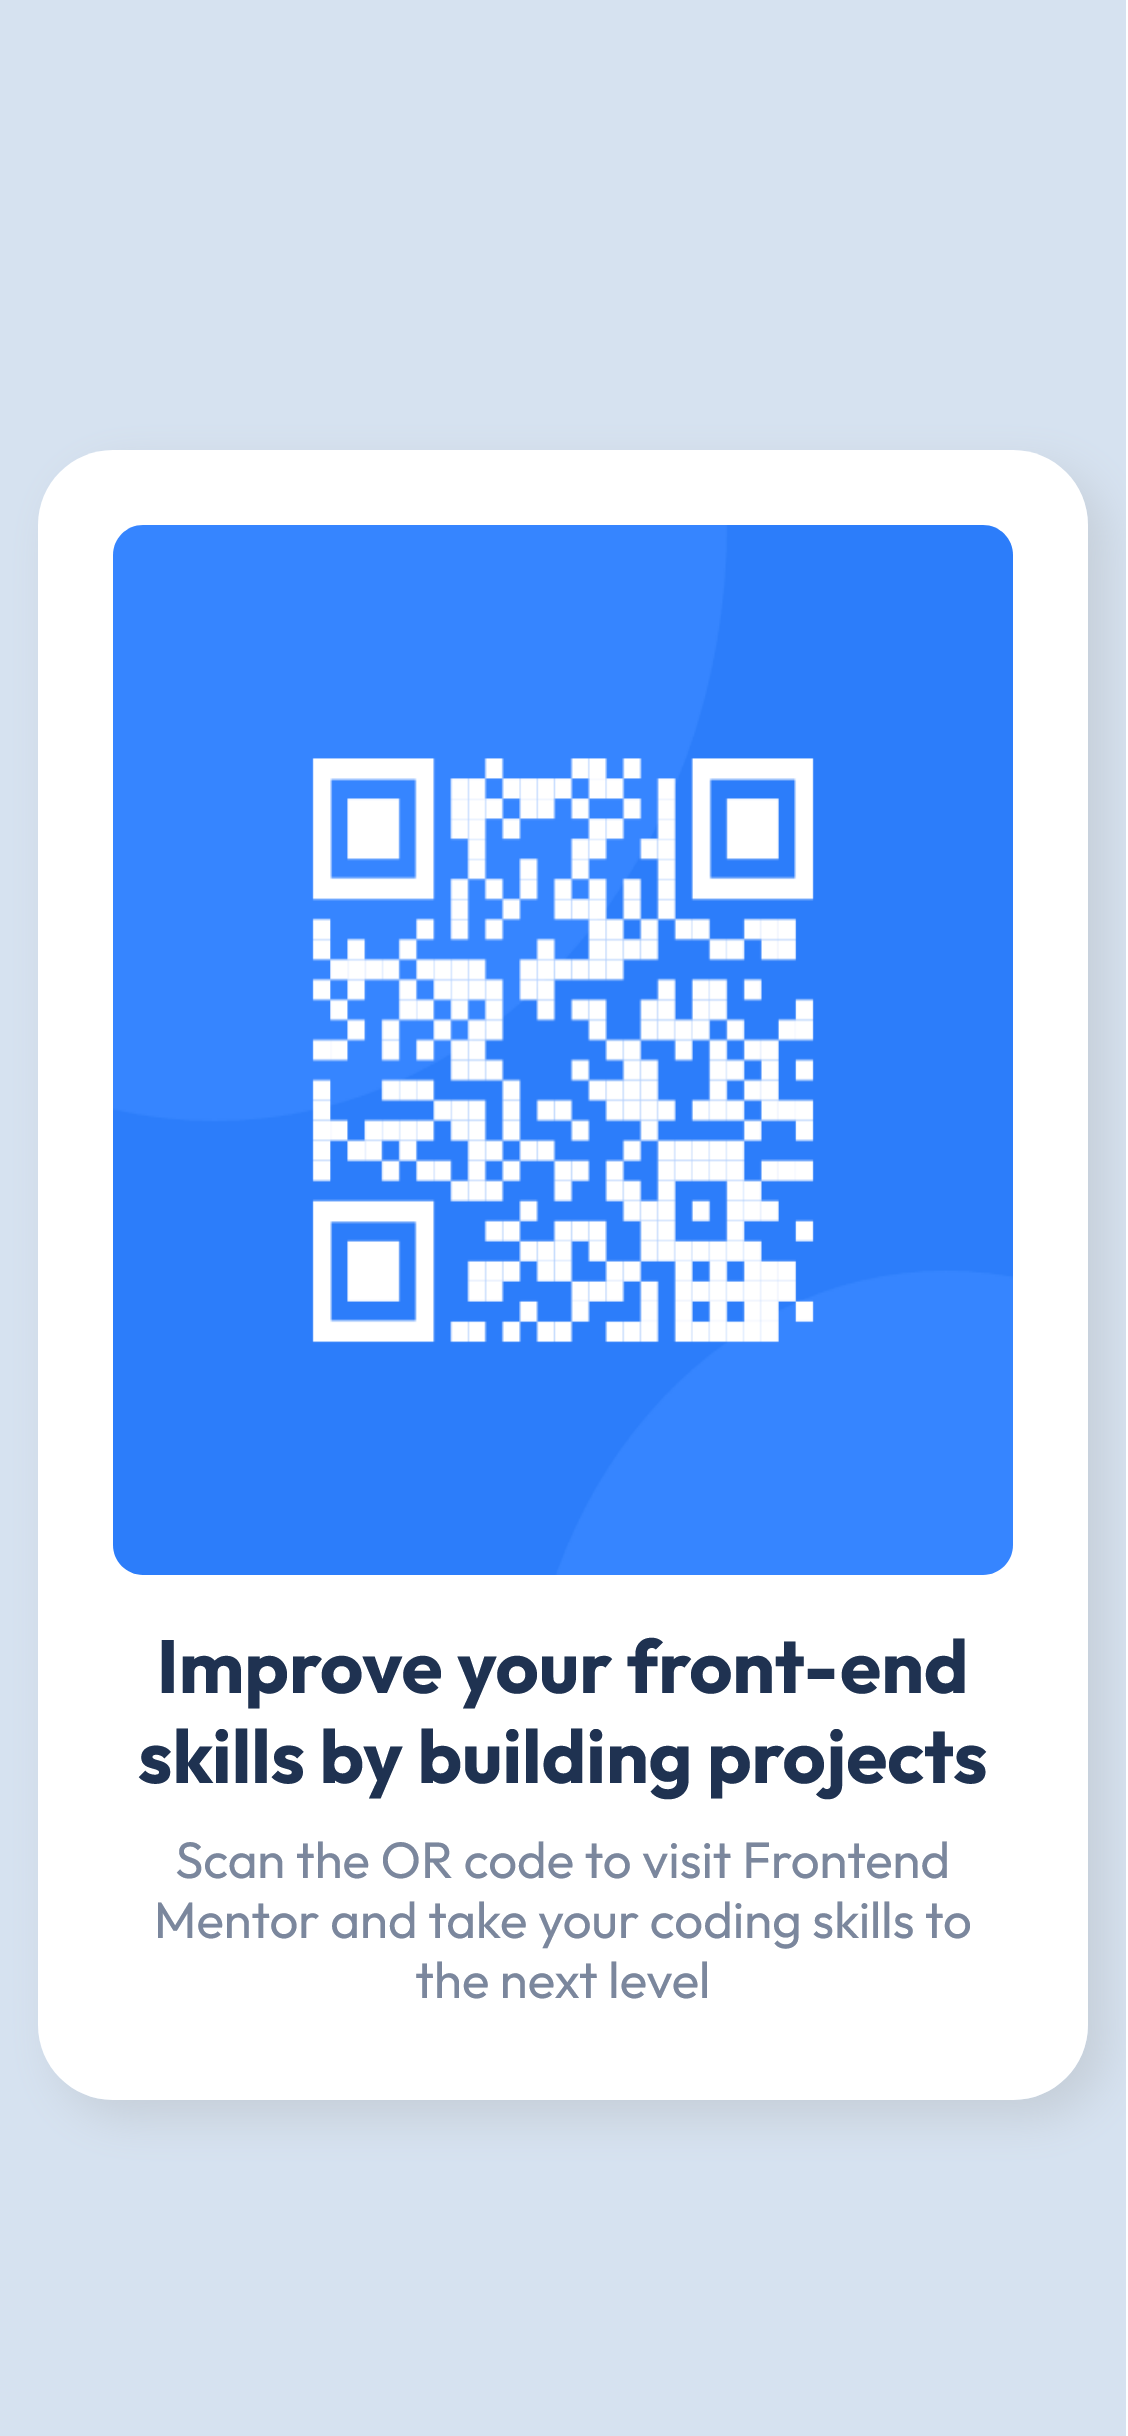 Improve your front-end
skills by building projects
Scan the OR code to visit Frontend
Mentor and take your coding skills to
the next level